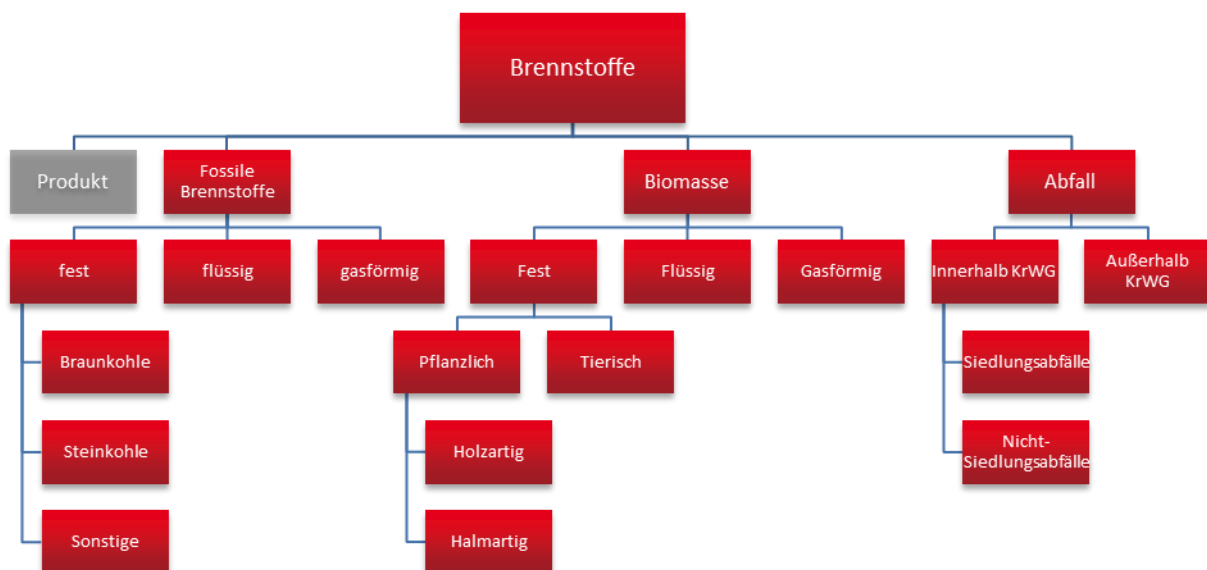 Brennstoffe
Produkt
Fossile
Brennstoffe
Biomasse
Abfall
fest
flüssig
gasförmig
Fest
Flüssig
Gasförmig
Innerhalb KrWG
Außerhalb
KrWG
Braunkohle
Pflanzlich
Tierisch
Siedlungsabfälle
Steinkohle
Holzartig
Nicht-
Siedlungsabfälle
Sonstige
Halmartig